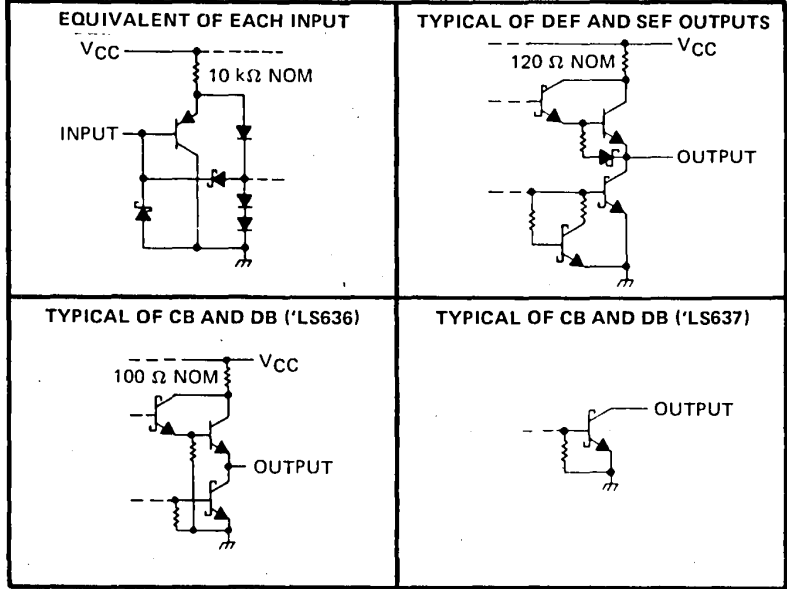 EQUIVALENT OF EACH INPUT
VCC
10 kΩ NOM
INPUT
TYPICAL OF DEF AND SEF OUTPUTS
VCC
120 Ω NOM
OUTPUT
TYPICAL OF CB AND DB ('LS636)
VCC
100 Ω NOM
OUTPUT
TYPICAL OF CB AND DB ('LS637)
OUTPUT